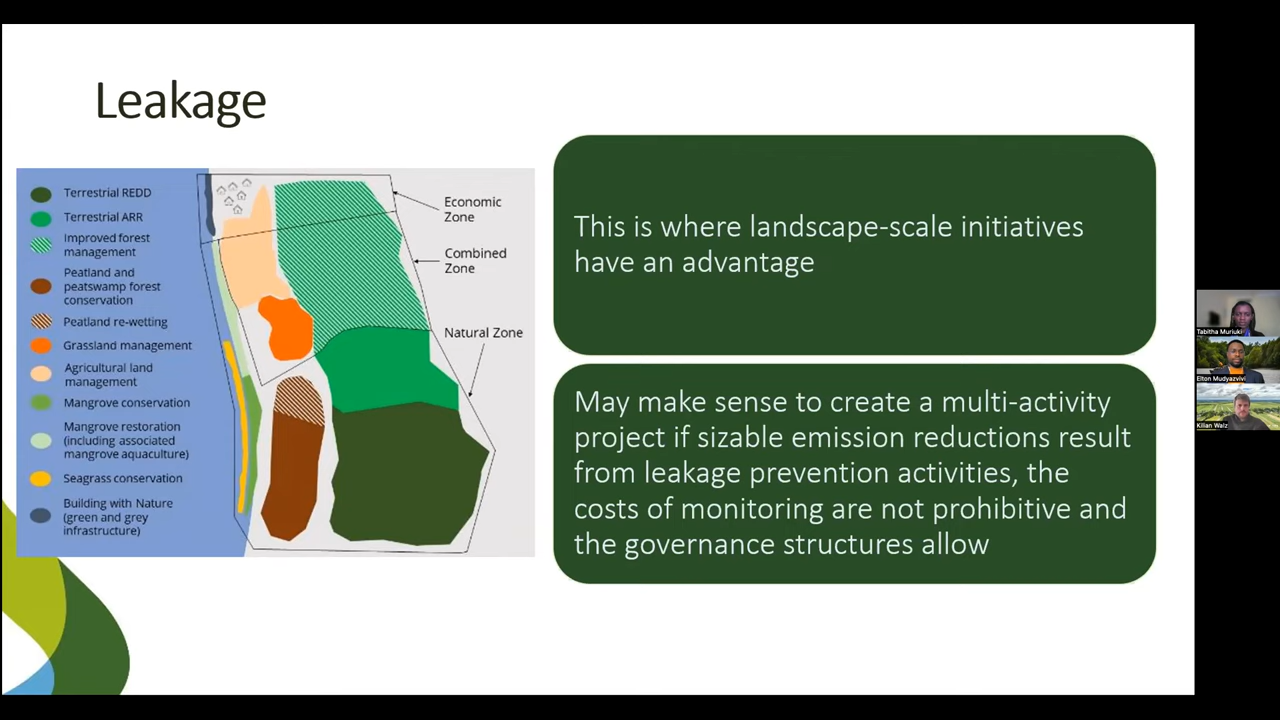 Leakage
Terrestrial REDD
Terrestrial ARR
Improved forest
management
Peatland and
peatswamp forest
conservation
Peatland re-wetting
Grassland management
Agricultural land
management
Mangrove conservation
Mangrove restoration
(including associated
mangrove aquaculture)
Seagrass conservation
Building with Nature
(green and grey
infrastructure)
Economic
Zone
Combined
Zone
Natural Zone
This is where landscape-scale initiatives
have an advantage
May make sense to create a multi-activity
project if sizable emission reductions result
from leakage prevention activities, the
costs of monitoring are not prohibitive and
the governance structures allow
Tabitha Muriuki
Elton Mudyazvivi
Kilian Walz